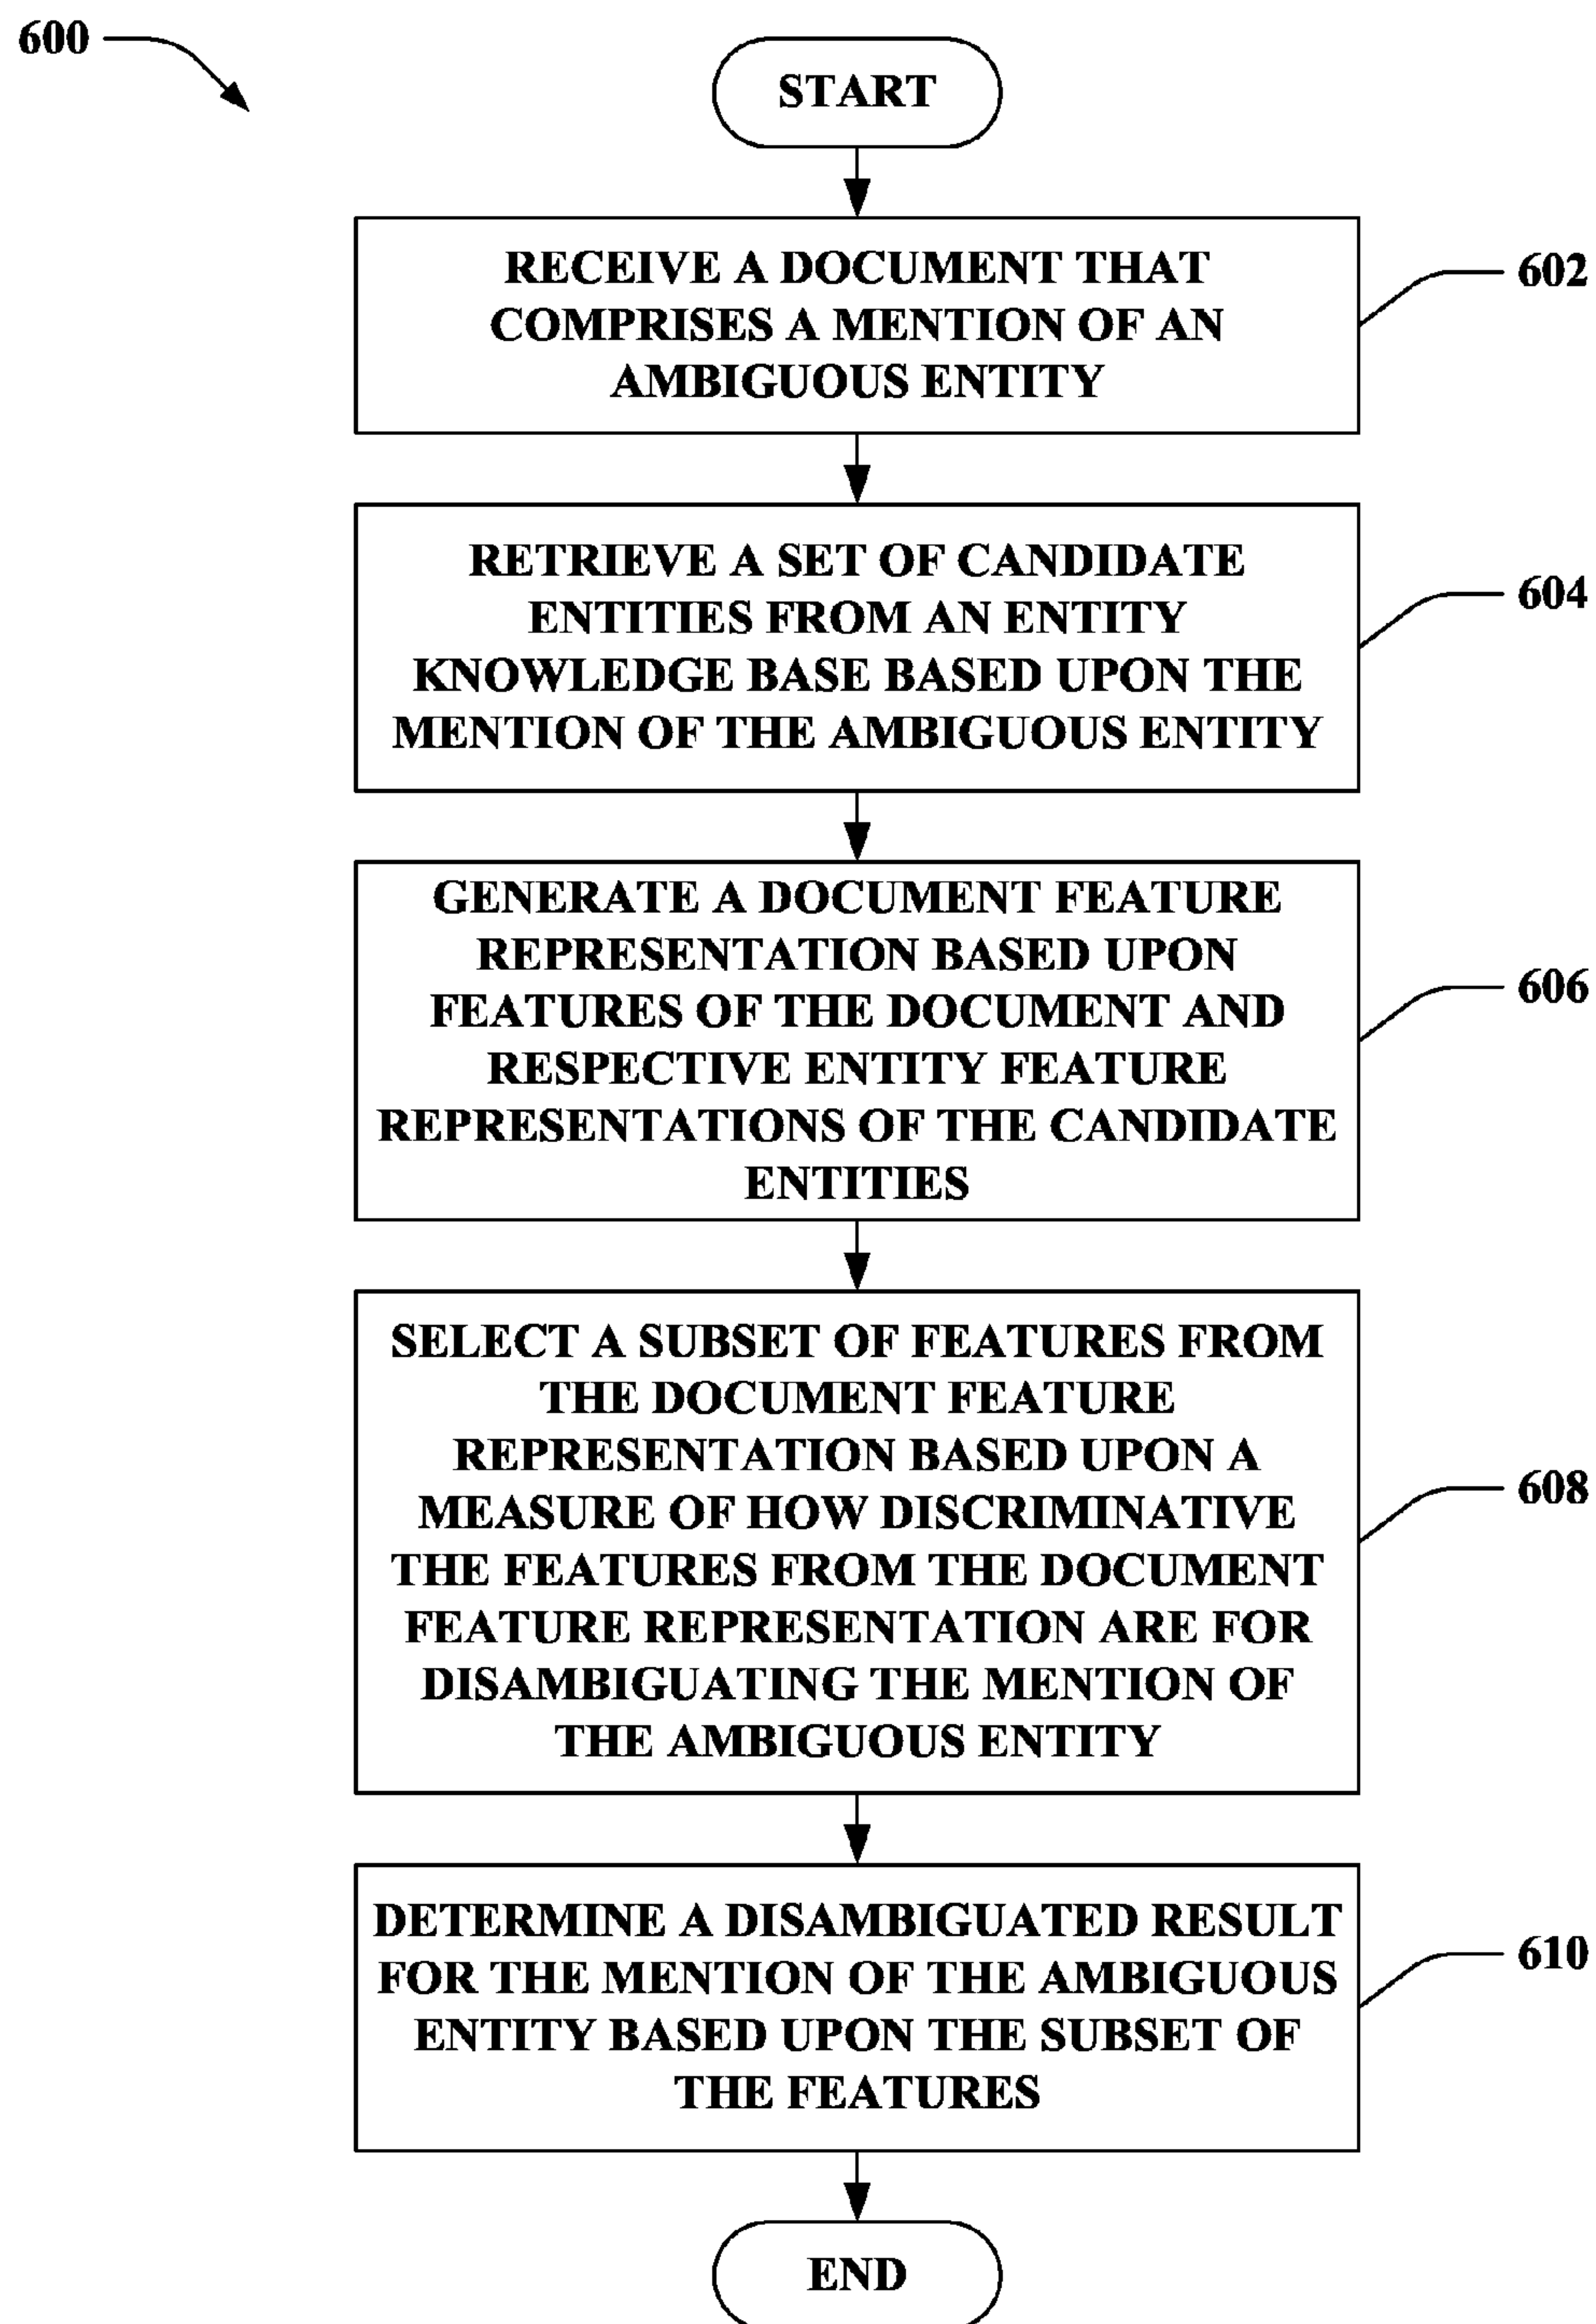 600
START
RECEIVE A DOCUMENT THAT
COMPRISES A MENTION OF AN
AMBIGUOUS ENTITY
602
RETRIEVE A SET OF CANDIDATE
ENTITIES FROM AN ENTITY
KNOWLEDGE BASE BASED UPON THE
MENTION OF THE AMBIGUOUS ENTITY
604
GENERATE A DOCUMENT FEATURE
REPRESENTATION BASED UPON
FEATURES OF THE DOCUMENT AND
RESPECTIVE ENTITY FEATURE
REPRESENTATIONS OF THE CANDIDATE
ENTITIES
606
SELECT A SUBSET OF FEATURES FROM
THE DOCUMENT FEATURE
REPRESENTATION BASED UPON A
MEASURE OF HOW DISCRIMINATIVE
THE FEATURES FROM THE DOCUMENT
FEATURE REPRESENTATION ARE FOR
DISAMBIGUATING THE MENTION OF
THE AMBIGUOUS ENTITY
608
DETERMINE A DISAMBIGUATED RESULT
FOR THE MENTION OF THE AMBIGUOUS
ENTITY BASED UPON THE SUBSET OF
THE FEATURES
610
END